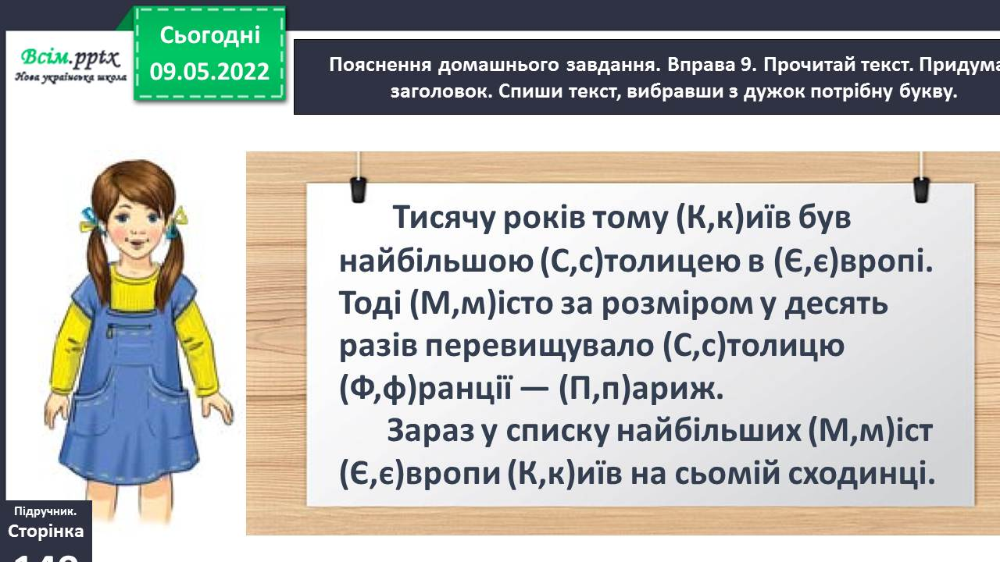 Сьогодні
09.05.2022
Всім.pptx
Нова українська школа
Пояснення домашнього завдання. Вправа 9. Прочитай текст. Придума
заголовок. Спиши текст, вибравши з дужок потрібну букву.
Тисячу років тому (К,к)иїв був
найбільшою (С,с)толицею в (Є,є)вропі.
Тоді (М,м)істо за розміром у десять
разів перевищувало (С,с)толицю
(Ф,ф)ранції — (П,п)ариж.
Зараз у списку найбільших (М,м)іст
(Є,є)вропи (К,к)иїв на сьомій сходинці.
Підручник.
Сторінка